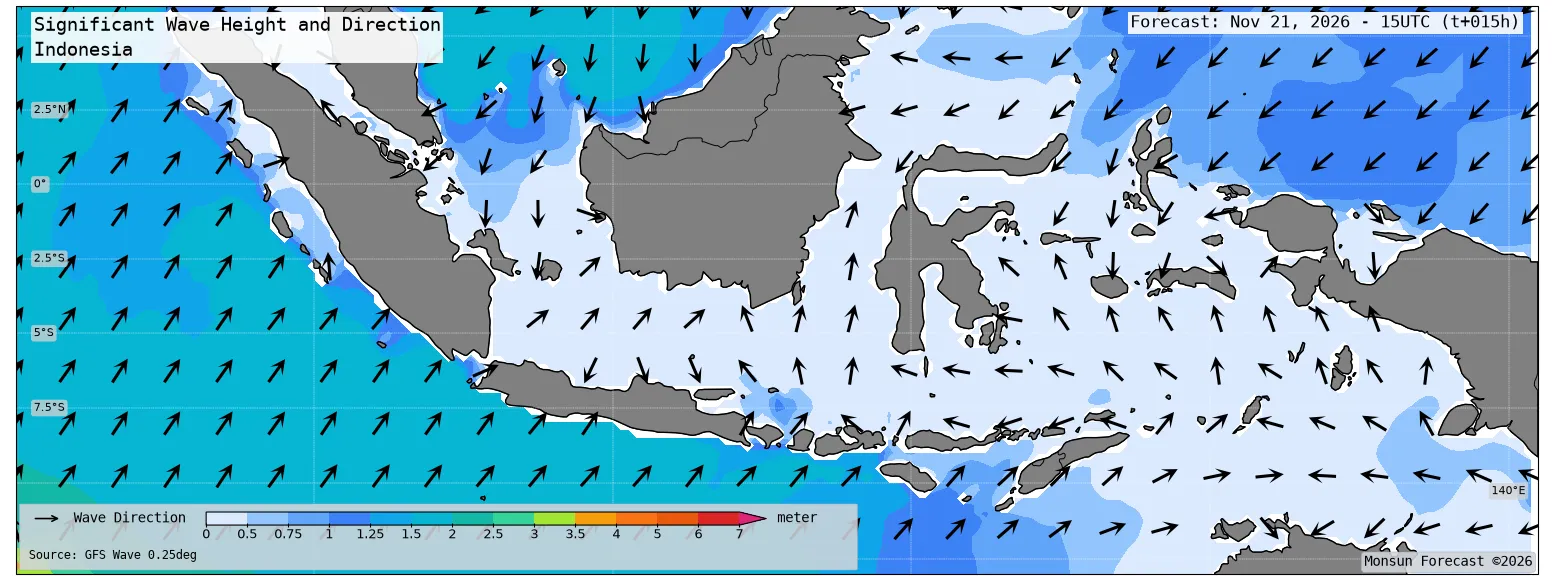 Significant Wave Height and Direction
Indonesia
Forecast: Nov 21, 2026 - 15UTC (t+015h)
2.5°N
0°
2.5°S
5°S
7.5°S
140°E
Wave Direction
0 0.5 0.75 1 1.25 1.5 2 2.5 3 3.5 4 5 6 7
meter
Source: GFS Wave 0.25deg
Monsun Forecast ©2026